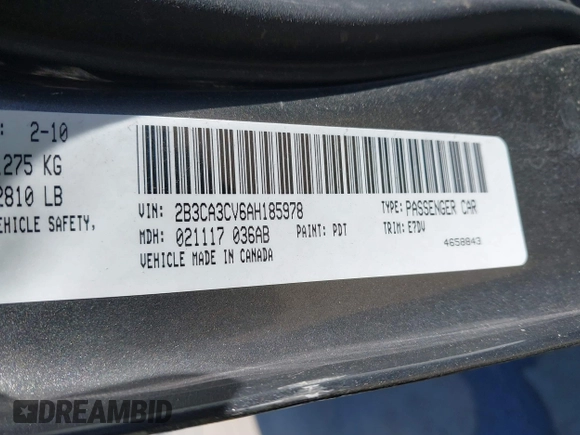 : 2-10
275 KG
2810 LB
EHICLE SAFETY,
VIN: 2B3CA3CV6AH185978 TYPE: PASSENGER CAR
MDH: 021117 036AB PAINT: PDT TRIM: E7DV
VEHICLE MADE IN CANADA 4658843
DREAMBID